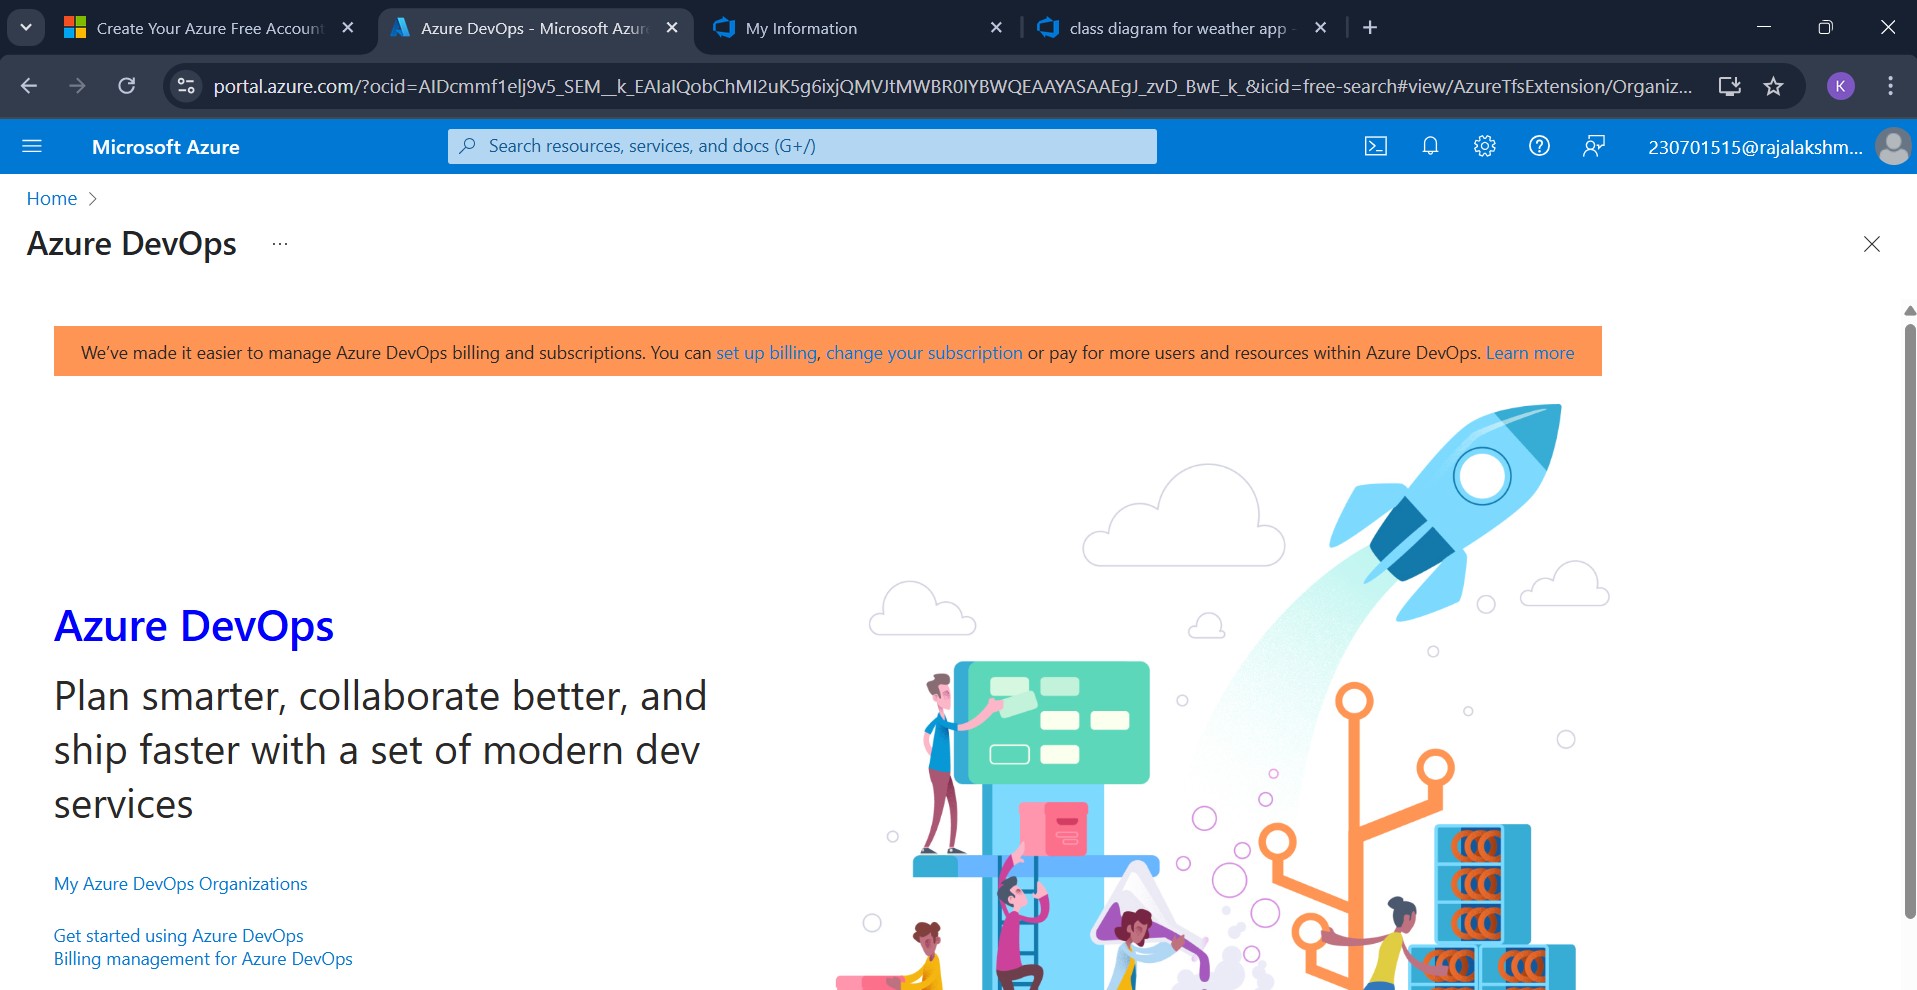 Create Your Azure Free Account
Azure DevOps - Microsoft Azure
My Information
class diagram for weather app -
portal.azure.com/?ocid=AIDcmmf1elj9v5_SEM__k_EAIaIQobChMI2uK5g6ixjQMVJtMWBR0IYBWQEAAYASAAEgJ_zvD_BwE_k_&icid=free-search#view/AzureTfsExtension/Organiz...
K
Microsoft Azure
Search resources, services, and docs (G+/)
230701515@rajalakshm...
Home
Azure DevOps
...
We've made it easier to manage Azure DevOps billing and subscriptions. You can set up billing, change your subscription or pay for more users and resources within Azure DevOps. Learn more
Azure DevOps
Plan smarter, collaborate better, and
ship faster with a set of modern dev
services
My Azure DevOps Organizations
Get started using Azure DevOps
Billing management for Azure DevOps